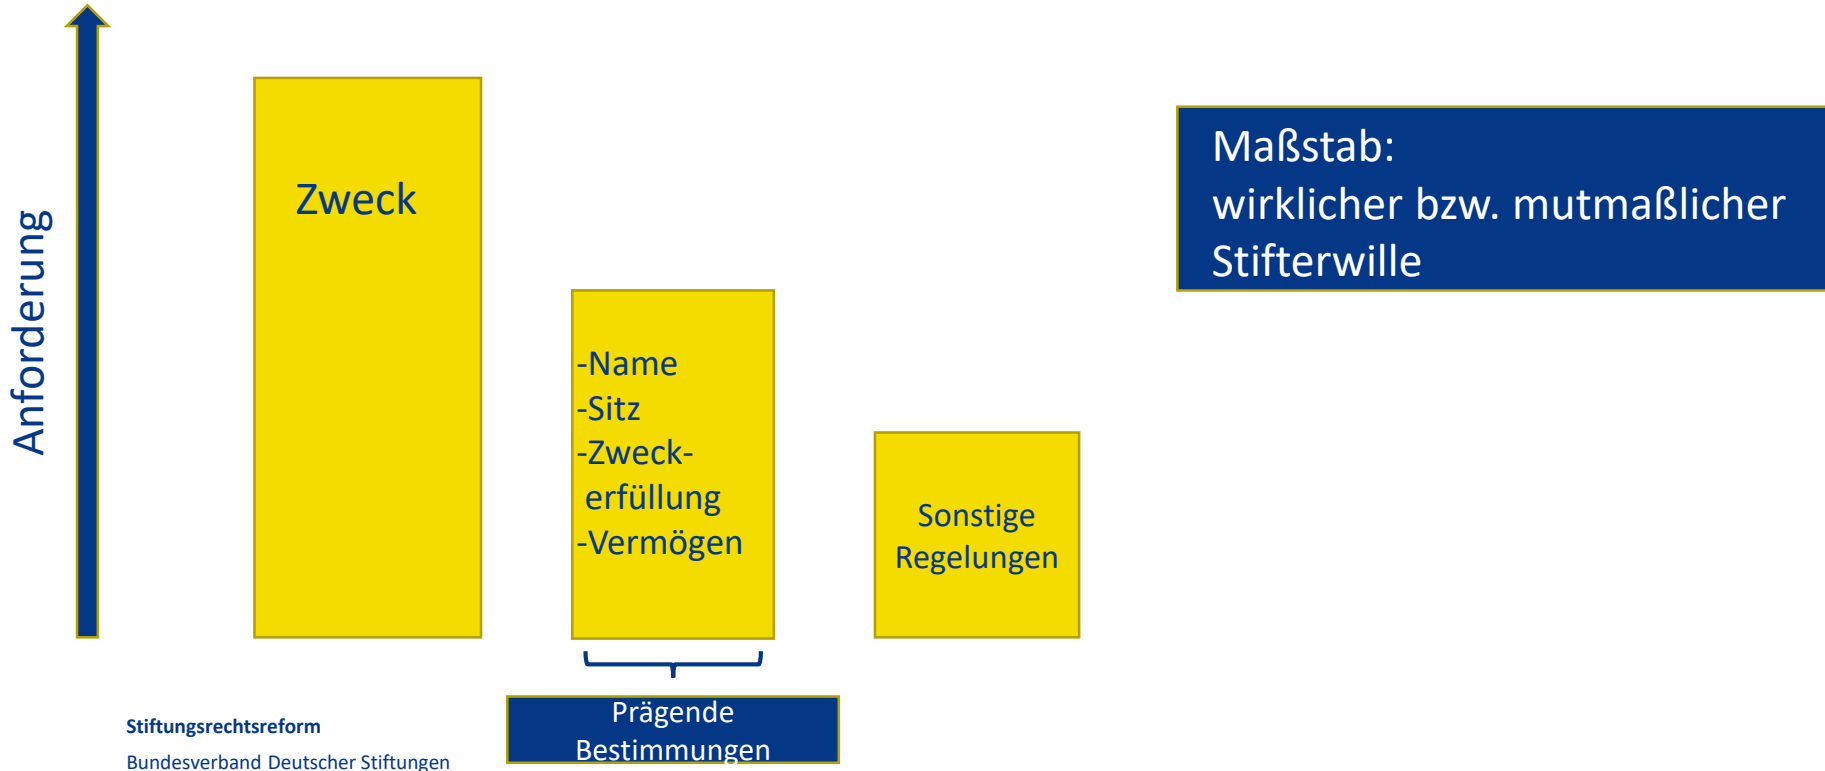 Anforderung
Zweck
-Name
-Sitz
-Zweck-
erfüllung
-Vermögen
Sonstige
Regelungen
Maßstab:
wirklicher bzw. mutmaßlicher
Stifterwille
Prägende
Bestimmungen
Stiftungsrechtsreform
Bundesverband Deutscher Stiftungen